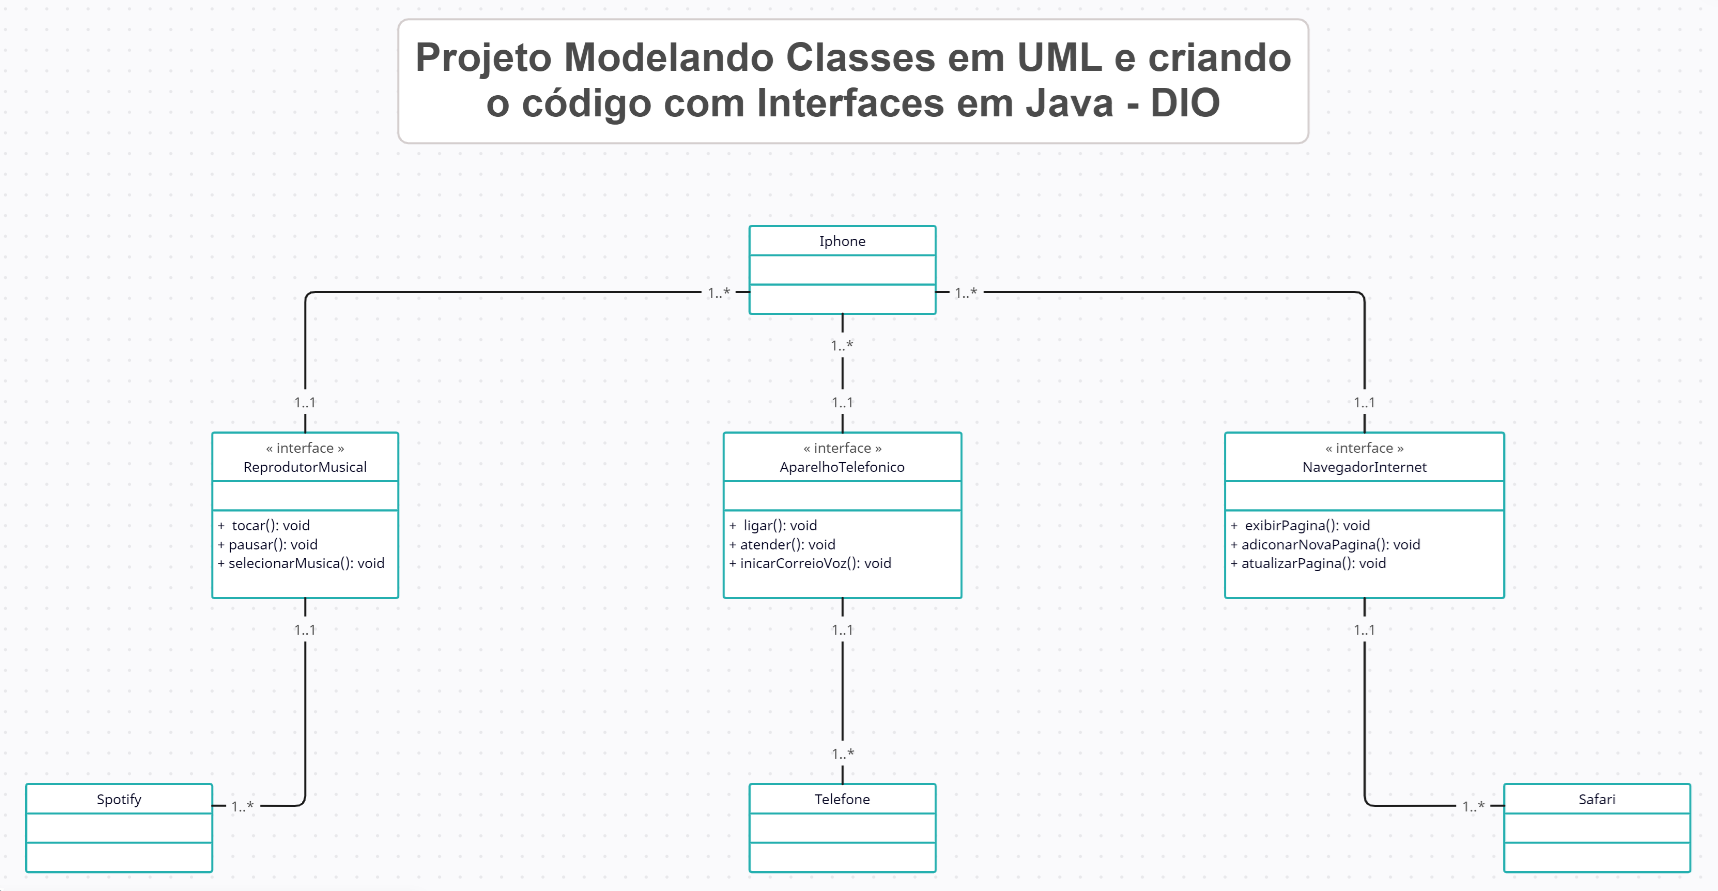 Projeto Modelando Classes em UML e criando
o código com Interfaces em Java - DIO
Iphone
1..*
1..*
1..*
1..1
1..1
1..1
« interface »
ReprodutorMusical
+  tocar(): void
+ pausar(): void
+ selecionarMusica(): void
« interface »
AparelhoTelefonico
+  ligar(): void
+ atender(): void
+ inicarCorreioVoz(): void
« interface »
NavegadorInternet
+  exibirPagina(): void
+ adiconarNovaPagina(): void
+ atualizarPagina(): void
1..1
1..1
1..1
1..*
1..*
1..*
Spotify
Telefone
Safari